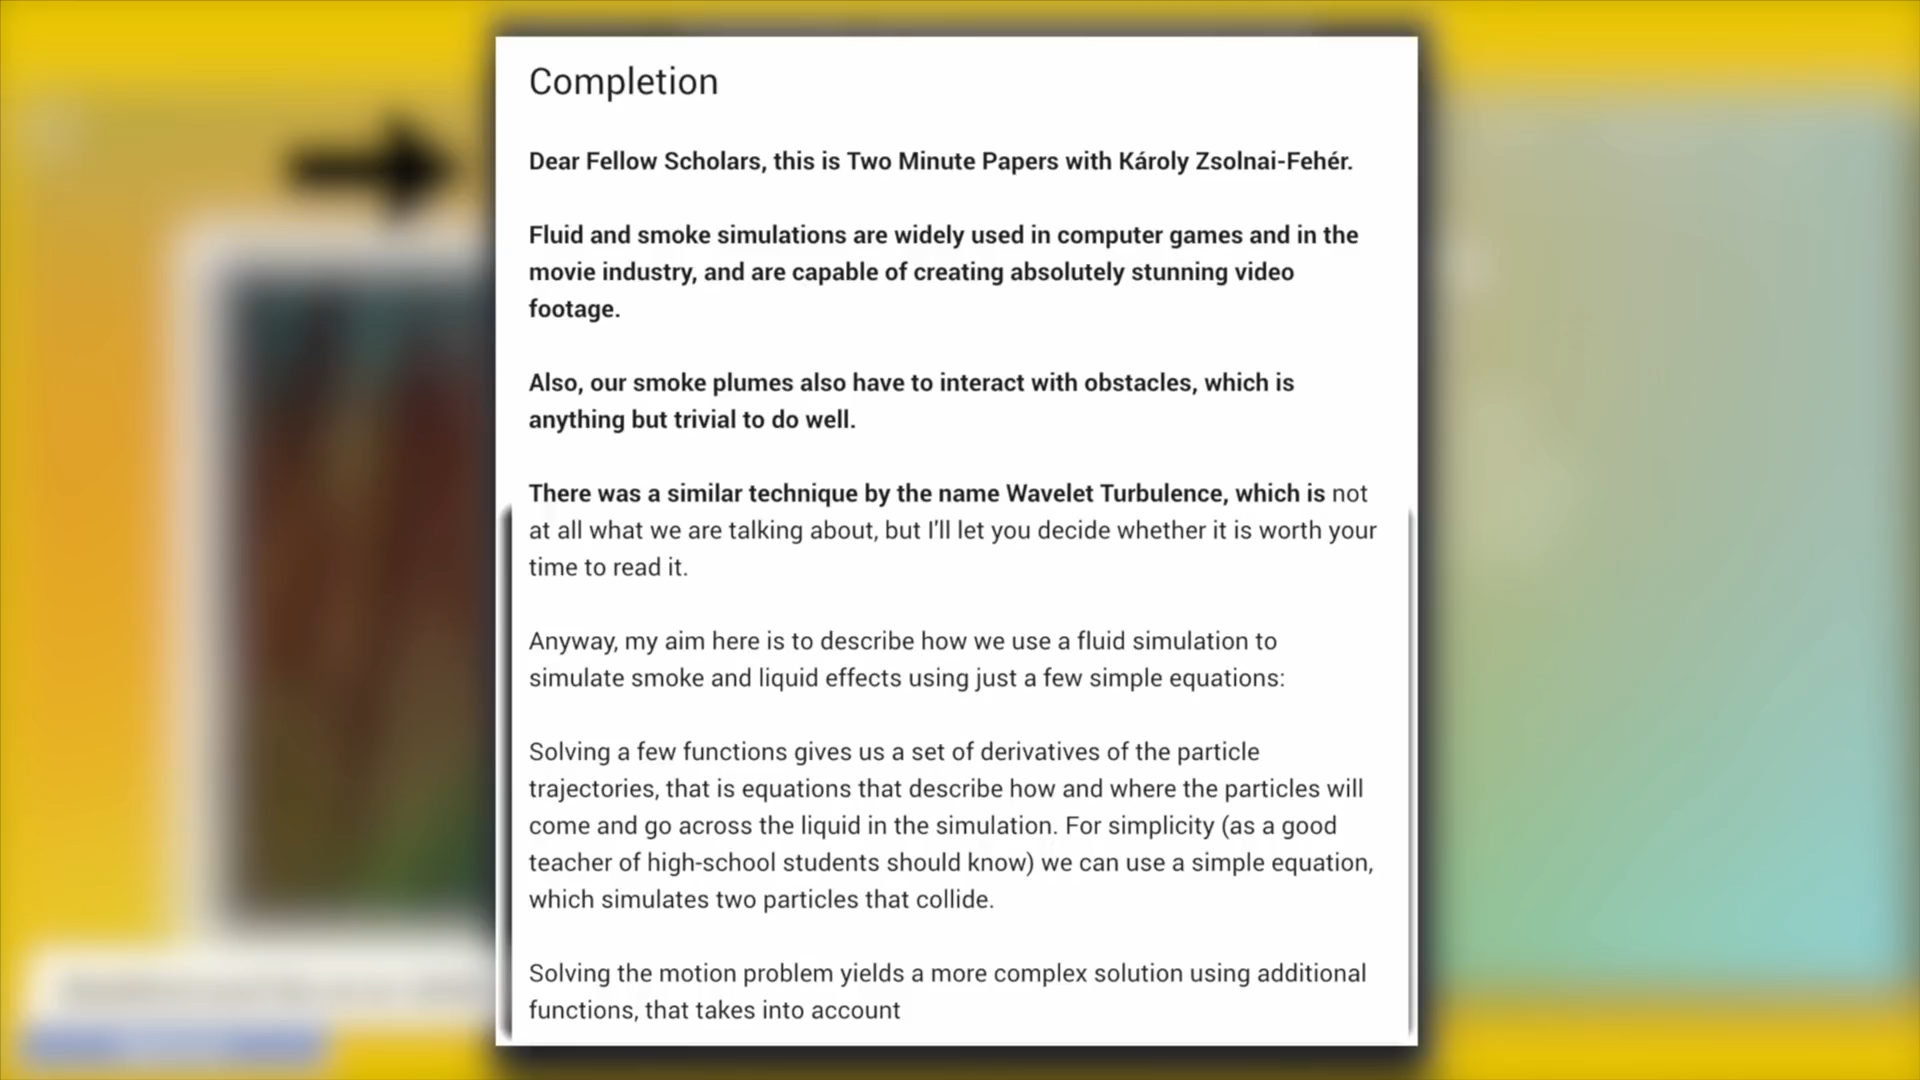 Completion
Dear Fellow Scholars, this is Two Minute Papers with Károly Zsolnai-Fehér.
Fluid and smoke simulations are widely used in computer games and in the
movie industry, and are capable of creating absolutely stunning video
footage.
Also, our smoke plumes also have to interact with obstacles, which is
anything but trivial to do well.
There was a similar technique by the name Wavelet Turbulence, which is not
at all what we are talking about, but I'll let you decide whether it is worth your
time to read it.
Anyway, my aim here is to describe how we use a fluid simulation to
simulate smoke and liquid effects using just a few simple equations:
Solving a few functions gives us a set of derivatives of the particle
trajectories, that is equations that describe how and where the particles will
come and go across the liquid in the simulation. For simplicity (as a good
teacher of high-school students should know) we can use a simple equation,
which simulates two particles that collide.
Solving the motion problem yields a more complex solution using additional
functions, that takes into account